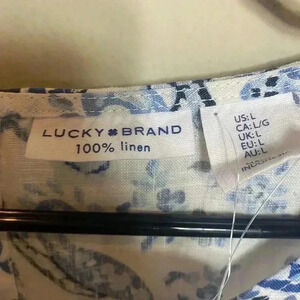 LUCKY BRAND
100% linen
US:L
CA:L/G
UK:L
EU:L
AU:L